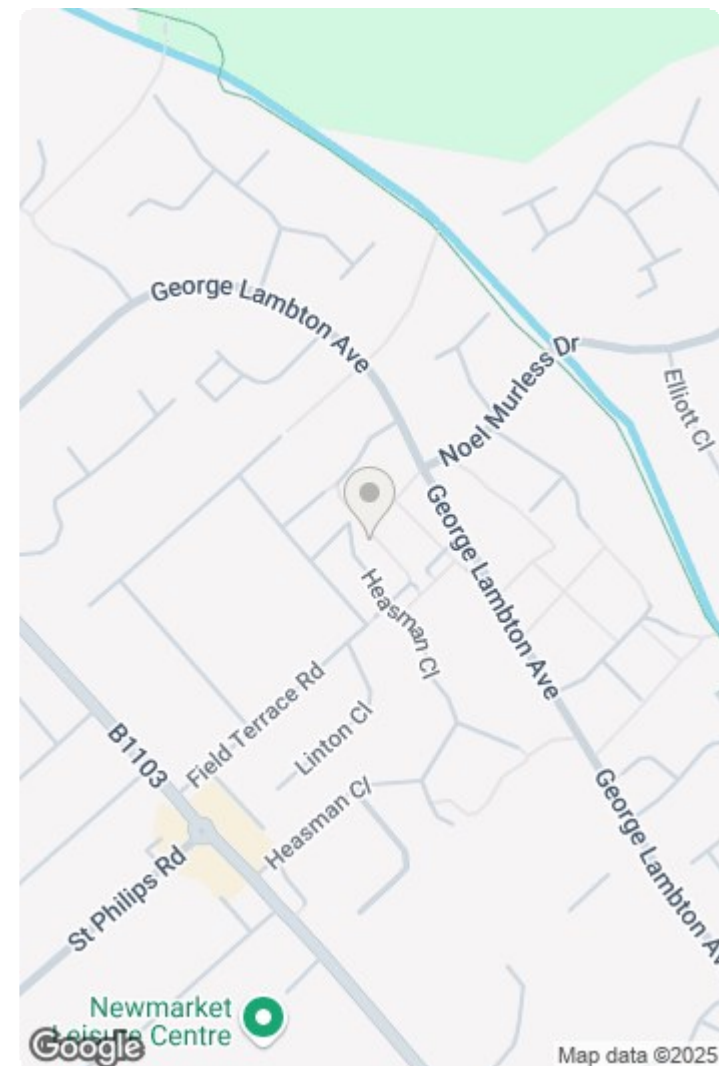 George Lambton Ave
Noel Murless Dr
Elliott Cl
George Lambton Ave
Heasman Cl
Field Terrace Rd
Linton Cl
B1103
Heasman Cl
George Lambton Av
St Philips Rd
Newmarket
Leisure Centre
Google
Map data ©2025